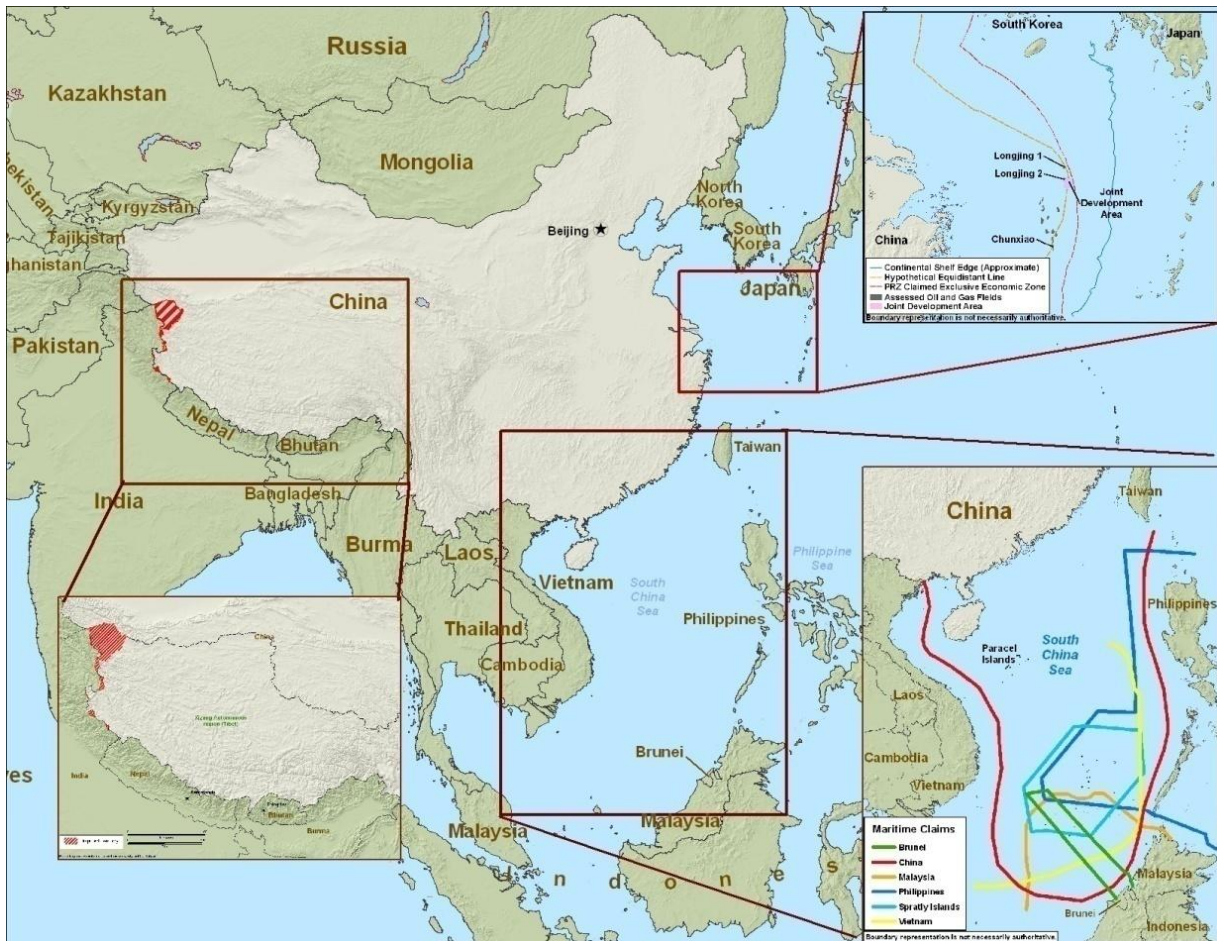 Russia
Kazakhstan
Mongolia
bekistan
Kyrgyzstan
Tajikistan
ghanistan
North
Korea
South
Korea
Beijing
Japan
China
Pakistan
Nepal
Bhutan
India
Bangladesh
Burma
Laos
Vietnam
Thailand
Cambodia
Taiwan
South
China
Sea
Philippine
Sea
Philippines
Brunei
Malaysia
Malaysia
Indones
ves
South Korea
Japan
Longjing 1
Longjing 2
Joint
Development
Area
Chunxiao
China
Continental Shelf Edge (Approximate)
Hypothetical Equidistant Line
PRZ Claimed Exclusive Economic Zone
Assessed Oil and Gas Fields
Joint Development Area
Boundary representation is not necessarily authoritative.
China
India
Nepal
Bhutan
Burma
China
Taiwan
Philippines
Paracel
Islands
South
China
Sea
Laos
Cambodia
Vietnam
Malaysia
Brunei
Indonesia
Maritime Claims
Brunei
China
Malaysia
Philippines
Spratly Islands
Vietnam
Boundary representation is not necessarily authoritative.